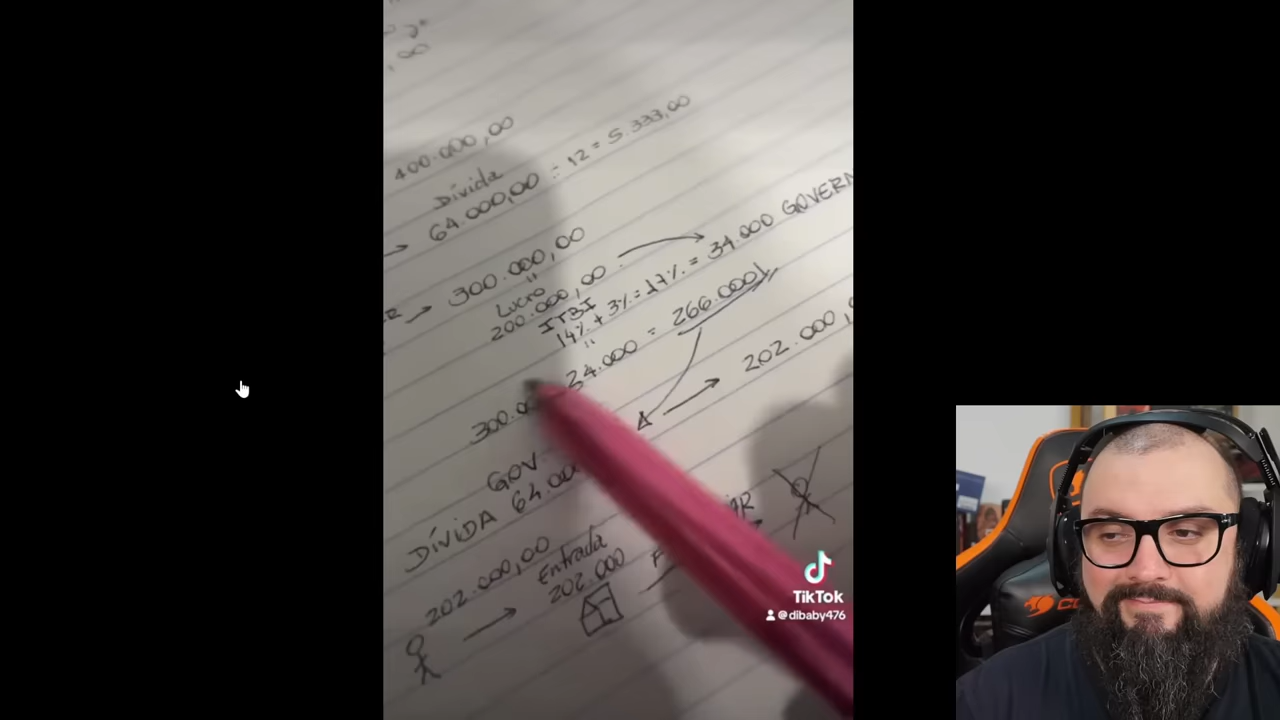 400.000,00
Dívida
→ 64.000,00 ÷ 12 = 5.333,00
→ 300.000,00
"
Lucro
200.000,00
ITBI
14% + 3% = 17% = 34.000 GOVERN
"
34.000 = 266.000
300.0
202.000,
GOV
DÍVIDA 64.00
202.000,00
Entrada
202.000
TikTok
@dibaby476